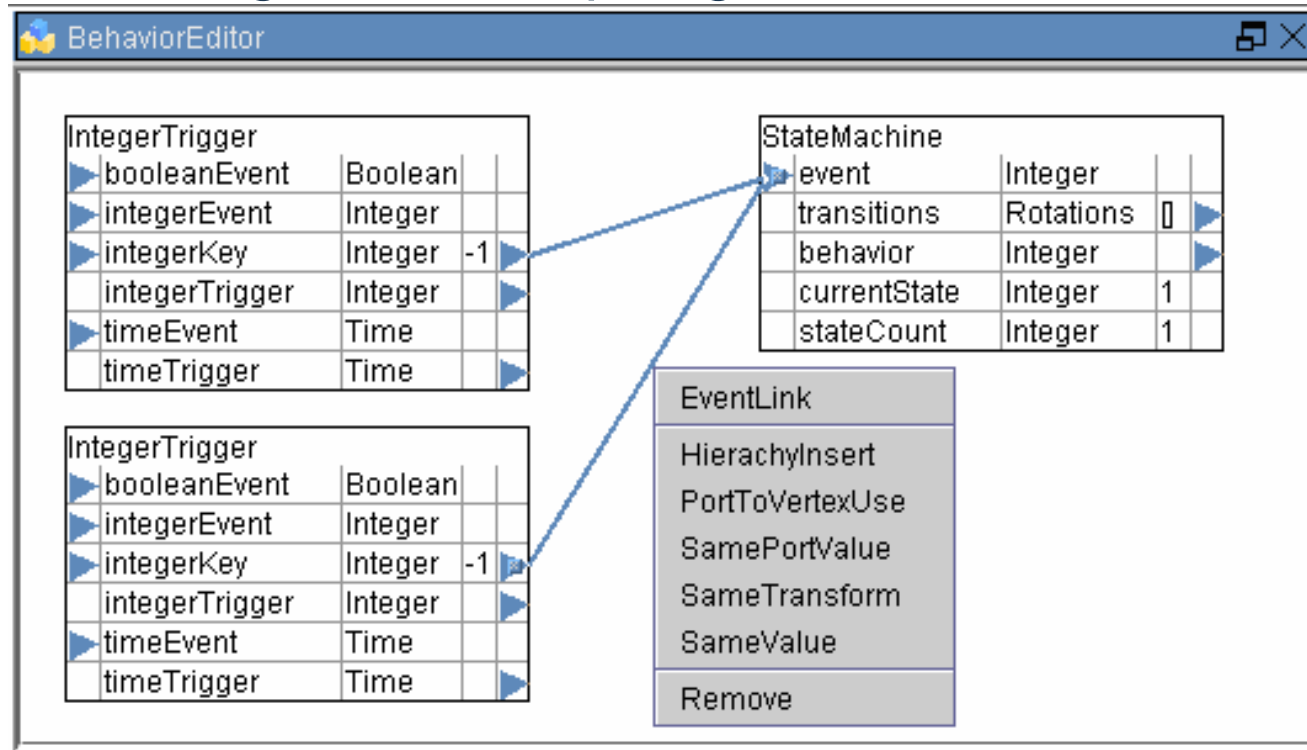 BehaviorEditor
IntegerTrigger
booleanEvent Boolean
integerEvent Integer
integerKey Integer -1
integerTrigger Integer
timeEvent Time
timeTrigger Time
StateMachine
event Integer
transitions Rotations []
behavior Integer
currentState Integer 1
stateCount Integer 1
IntegerTrigger
booleanEvent Boolean
integerEvent Integer
integerKey Integer -1
integerTrigger Integer
timeEvent Time
timeTrigger Time
EventLink
HierachyInsert
PortToVertexUse
SamePortValue
SameTransform
SameValue
Remove